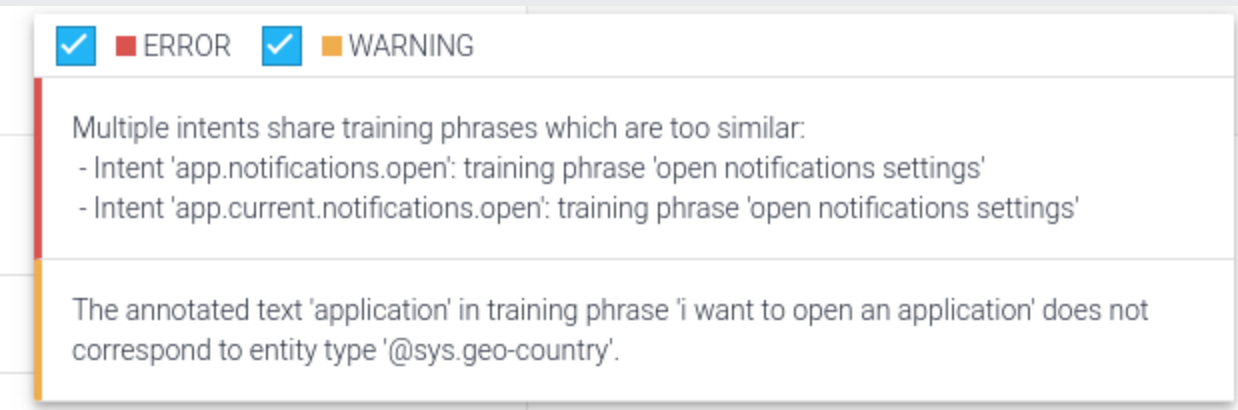 ERROR WARNING
Multiple intents share training phrases which are too similar:
- Intent 'app.notifications.open': training phrase 'open notifications settings'
- Intent 'app.current.notifications.open': training phrase 'open notifications settings'
The annotated text 'application' in training phrase 'i want to open an application' does not
correspond to entity type '@sys.geo-country'.